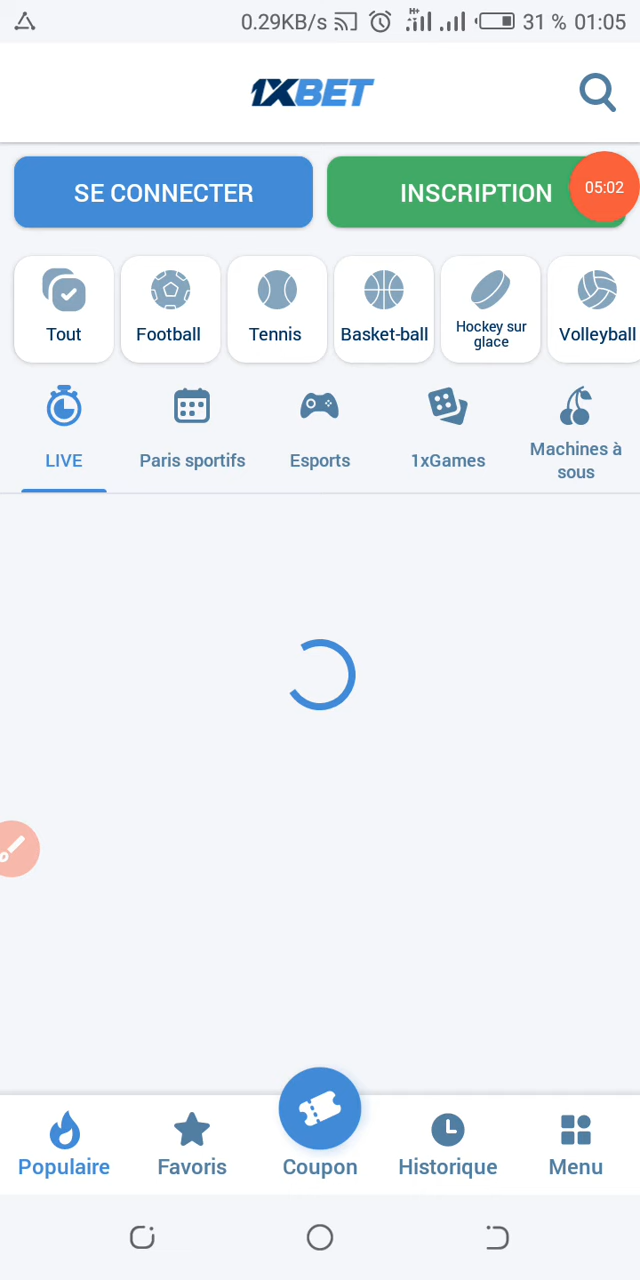 0.29KB/s H+ 31 % 01:05
1XBET
SE CONNECTER
INSCRIPTION
05:02
Tout
Football
Tennis
Basket-ball
Hockey sur
glace
Volleyball
LIVE
Paris sportifs
Esports
1xGames
Machines à
sous
Populaire
Favoris
Coupon
Historique
Menu